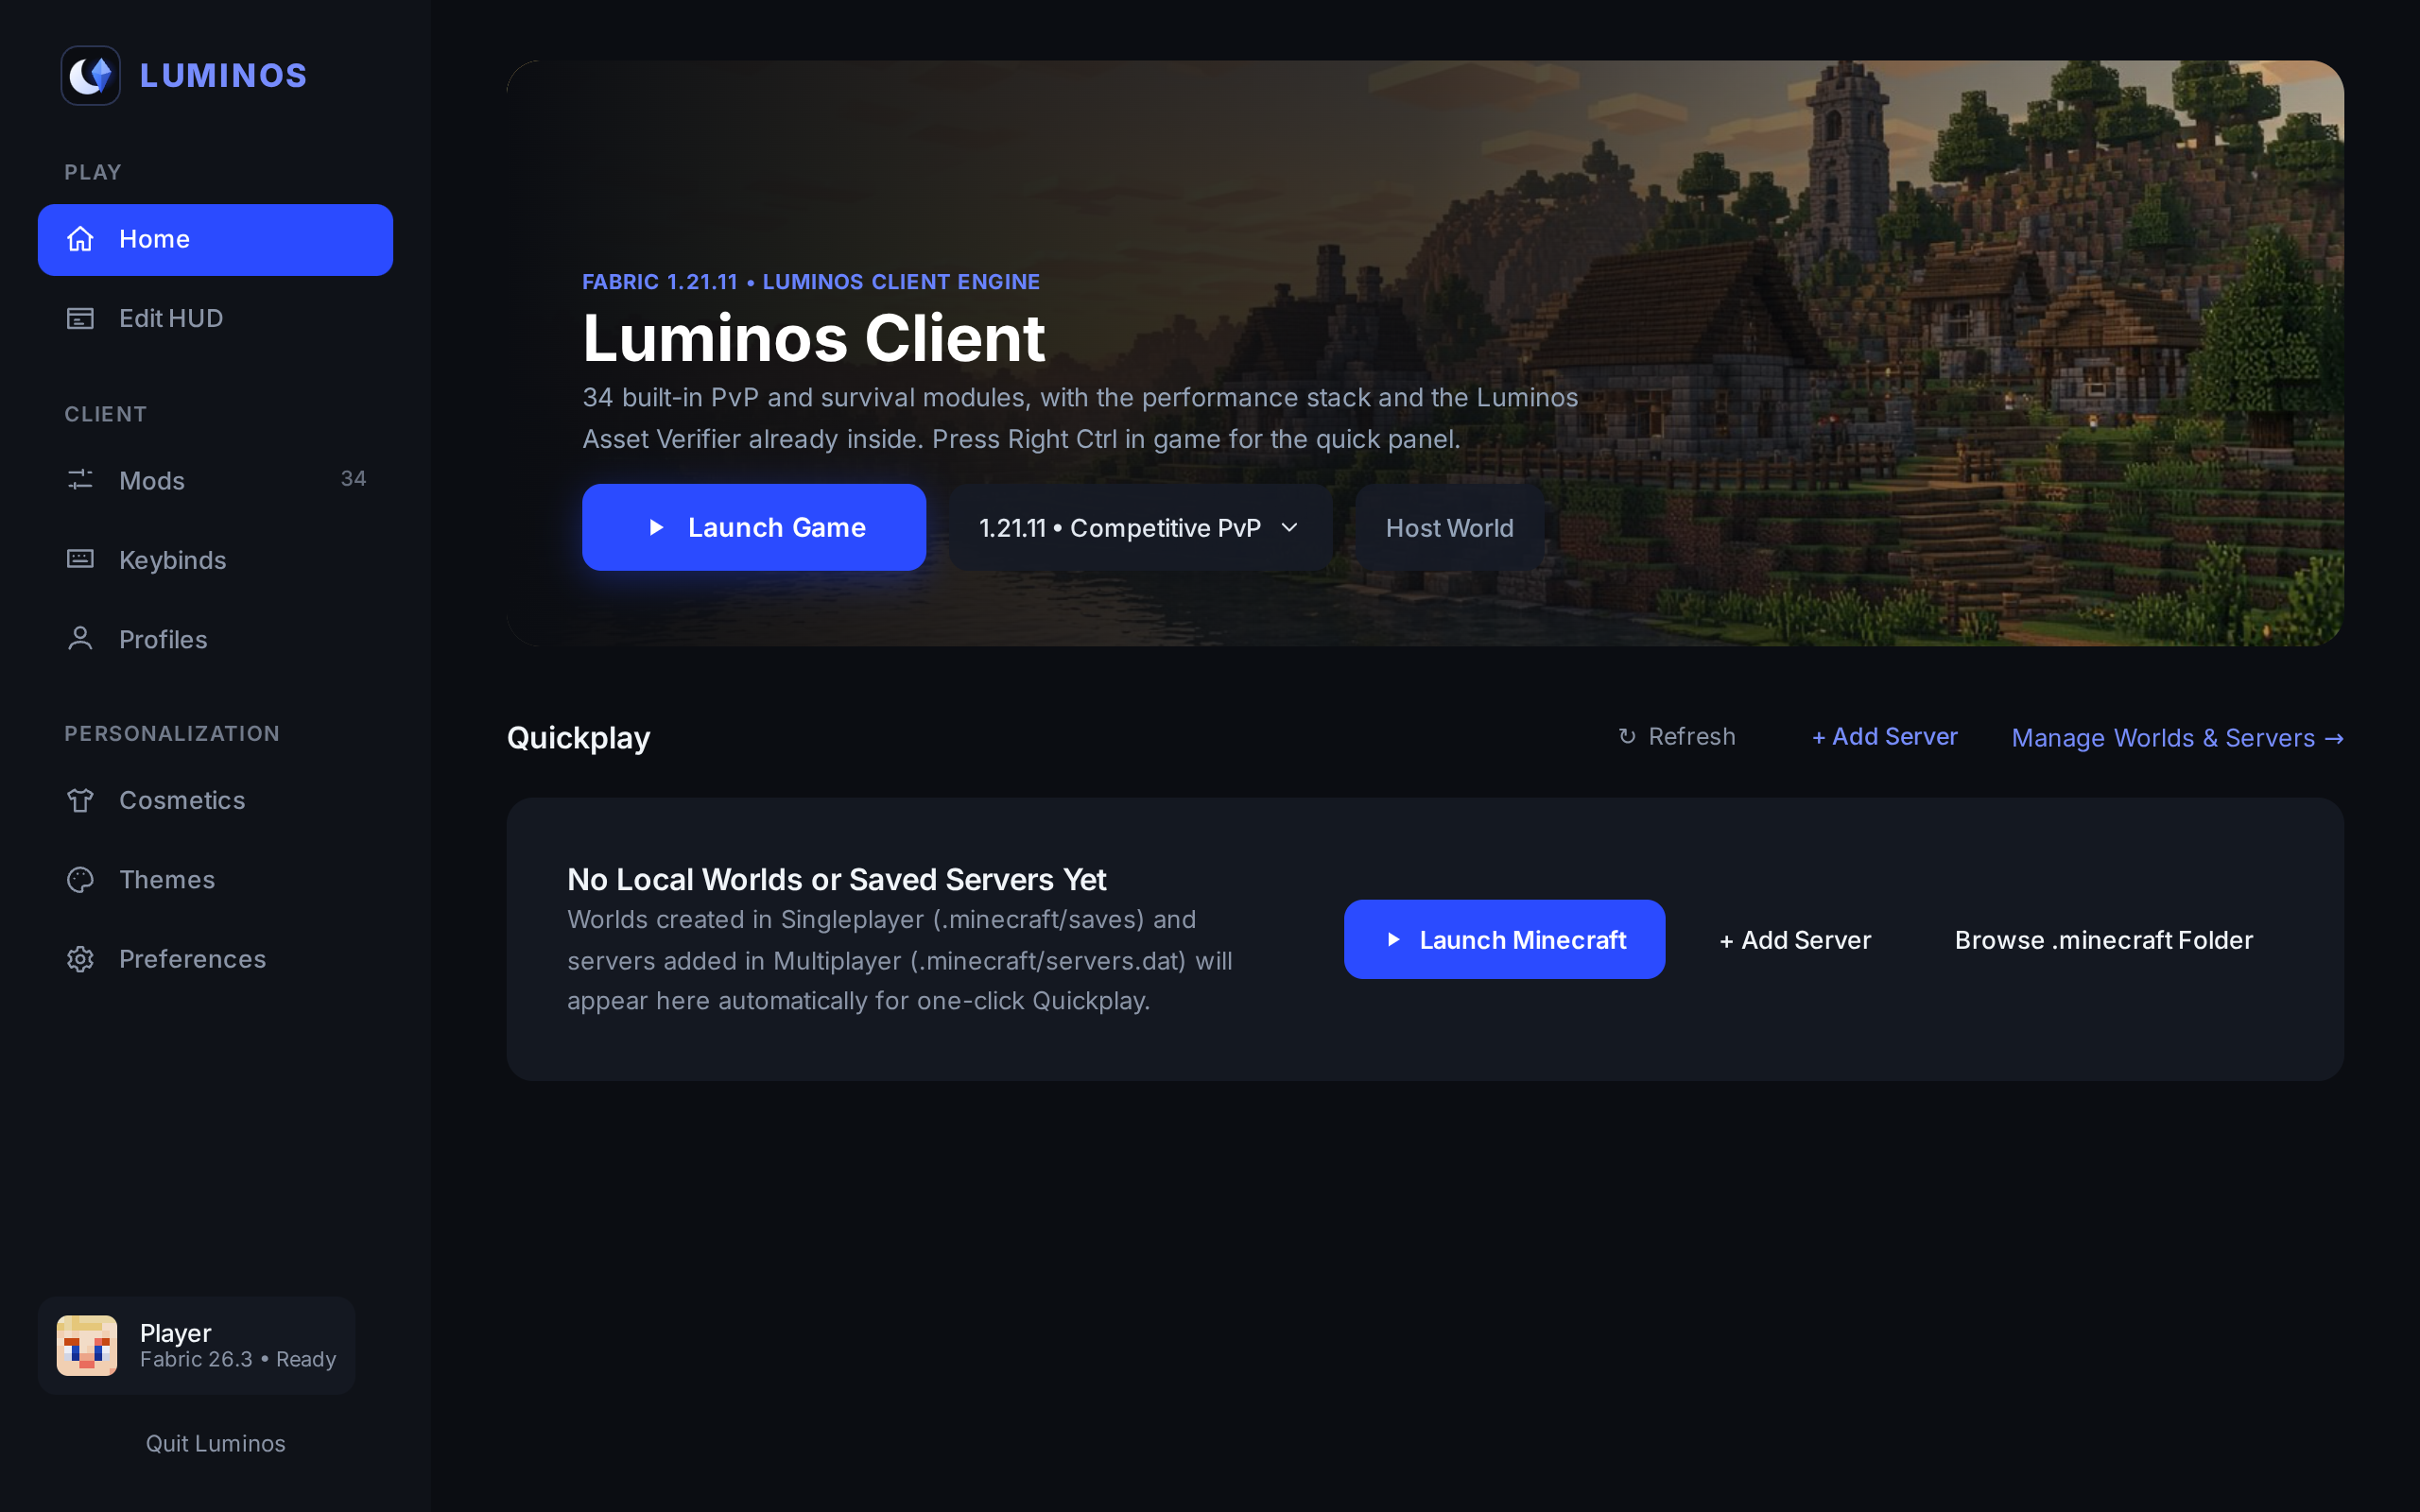 LUMINOS
PLAY
Home
Edit HUD
CLIENT
Mods 34
Keybinds
Profiles
PERSONALIZATION
Cosmetics
Themes
Preferences
Player
Fabric 26.3 • Ready
Quit Luminos
FABRIC 1.21.11 • LUMINOS CLIENT ENGINE
Luminos Client
34 built-in PvP and survival modules, with the performance stack and the Luminos
Asset Verifier already inside. Press Right Ctrl in game for the quick panel.
Launch Game
1.21.11 • Competitive PvP
Host World
Quickplay
↻ Refresh
+ Add Server
Manage Worlds & Servers →
No Local Worlds or Saved Servers Yet
Worlds created in Singleplayer (.minecraft/saves) and
servers added in Multiplayer (.minecraft/servers.dat) will
appear here automatically for one-click Quickplay.
Launch Minecraft
+ Add Server
Browse .minecraft Folder